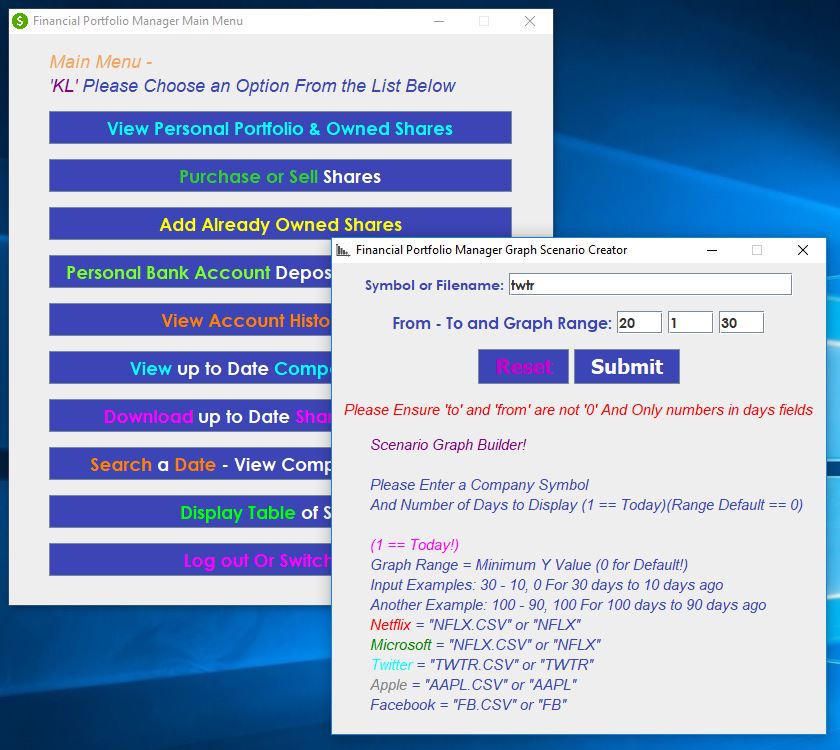 Financial Portfolio Manager Main Menu
Main Menu -
'KL' Please Choose an Option From the List Below
View Personal Portfolio & Owned Shares
Purchase or Sell Shares
Add Already Owned Shares
Personal Bank Account Depos
View Account Histo
View up to Date Compa
Download up to Date Shar
Search a Date - View Comp
Display Table of S
Log out Or Switch
Financial Portfolio Manager Graph Scenario Creator
Symbol or Filename: twtr
From - To and Graph Range: 20 1 30
Reset Submit
Please Ensure 'to' and 'from' are not '0' And Only numbers in days fields
Scenario Graph Builder!
Please Enter a Company Symbol
And Number of Days to Display (1 == Today)(Range Default == 0)
(1 == Today!)
Graph Range = Minimum Y Value (0 for Default!)
Input Examples: 30 - 10, 0 For 30 days to 10 days ago
Another Example: 100 - 90, 100 For 100 days to 90 days ago
Netflix = "NFLX.CSV" or "NFLX"
Microsoft = "NFLX.CSV" or "NFLX"
Twitter = "TWTR.CSV" or "TWTR"
Apple = "AAPL.CSV" or "AAPL"
Facebook = "FB.CSV" or "FB"